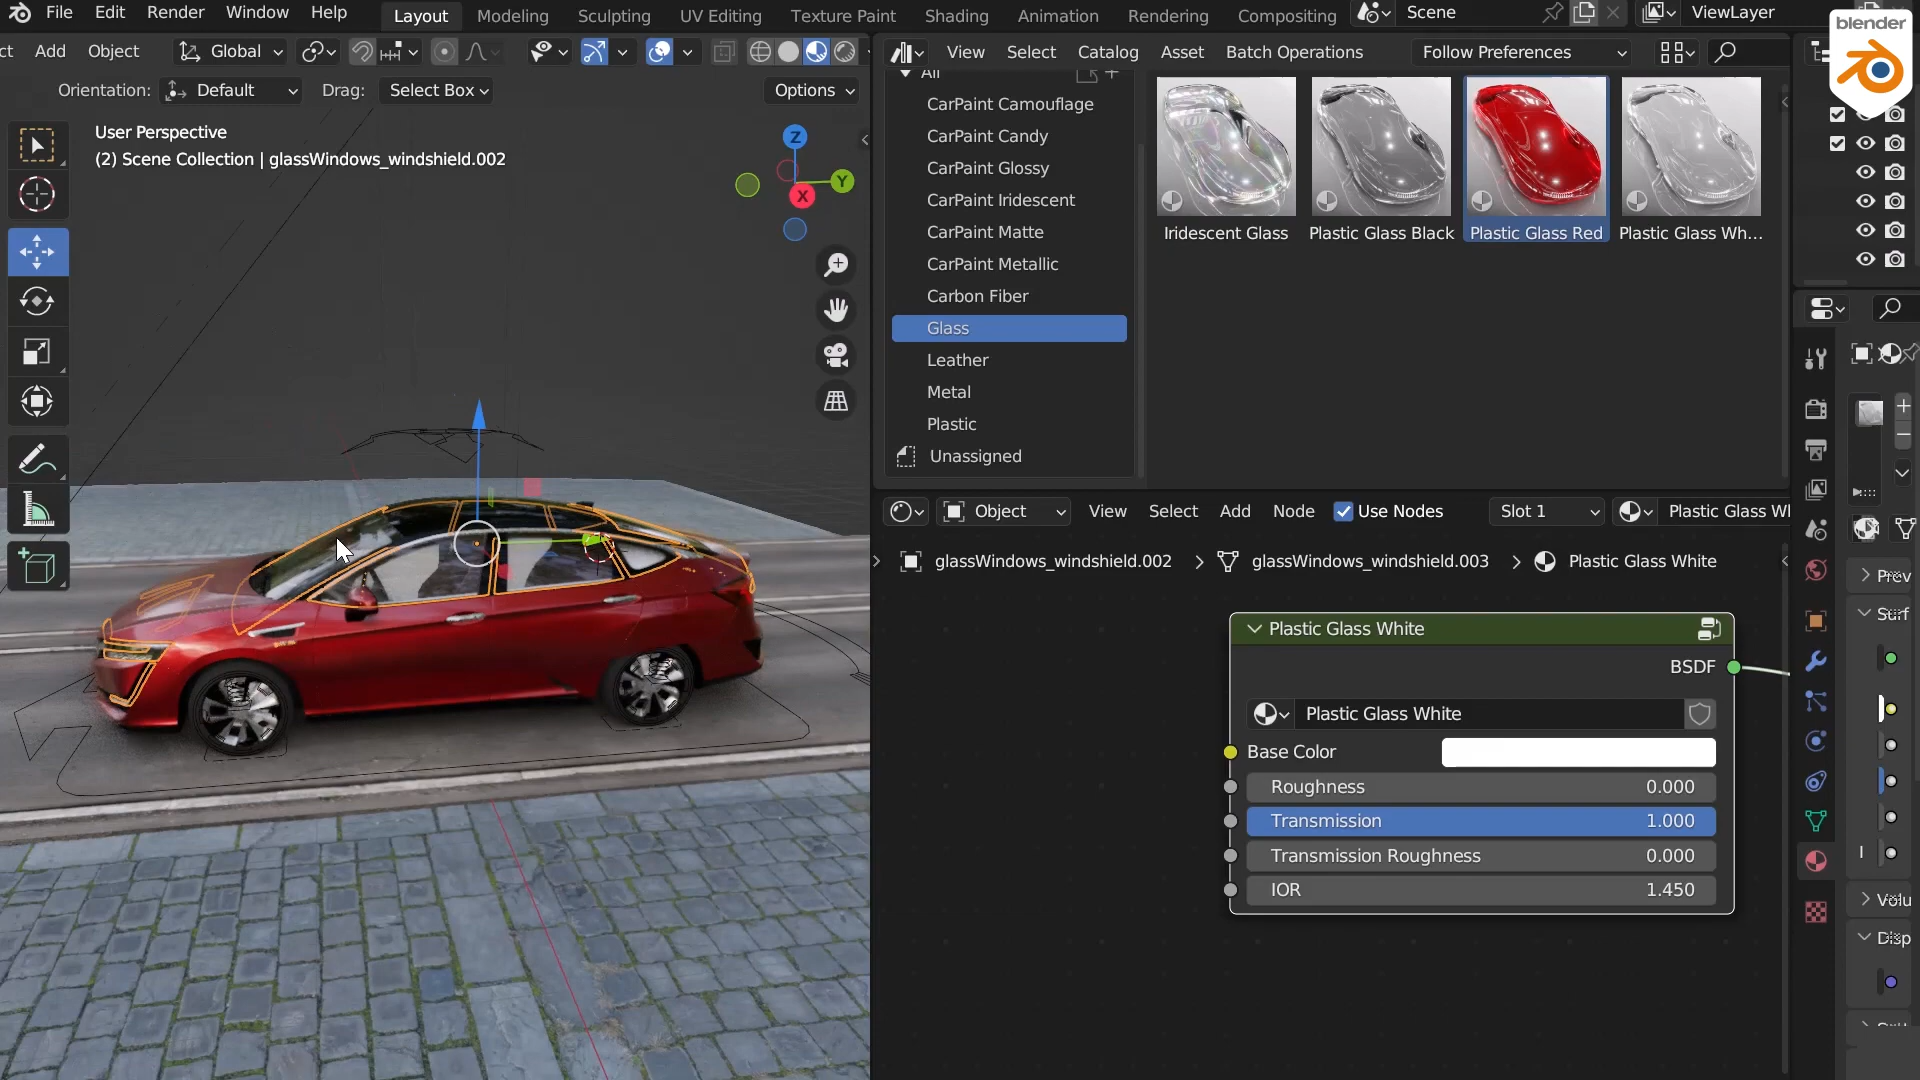 File Edit Render Window Help Layout Modeling Sculpting UV Editing Texture Paint Shading Animation Rendering Compositing Scene ViewLayer
blender
ct Add Object Global View Select Catalog Asset Batch Operations Follow Preferences
Orientation: Default Drag: Select Box Options
User Perspective
(2) Scene Collection | glassWindows_windshield.002
Z
Y
X
All
CarPaint Camouflage
CarPaint Candy
CarPaint Glossy
CarPaint Iridescent
CarPaint Matte
CarPaint Metallic
Carbon Fiber
Glass
Leather
Metal
Plastic
Unassigned
Iridescent Glass Plastic Glass Black Plastic Glass Red Plastic Glass Wh...
Object View Select Add Node Use Nodes Slot 1 Plastic Glass Wl
glassWindows_windshield.002 > glassWindows_windshield.003 > Plastic Glass White
Plastic Glass White
BSDF
Plastic Glass White
Base Color
Roughness 0.000
Transmission 1.000
Transmission Roughness 0.000
IOR 1.450
Prev
Surf
Volu
Disp